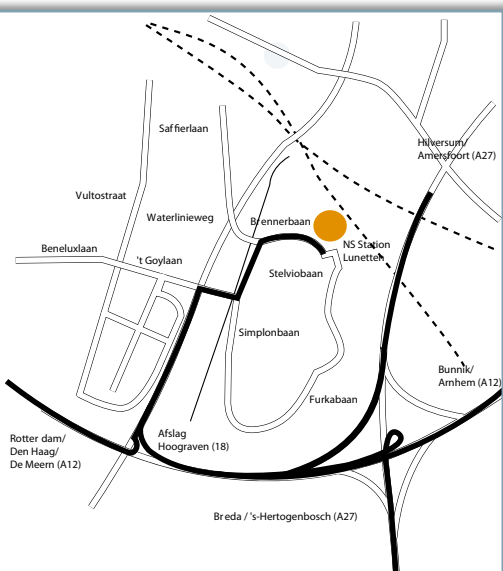 Saffierlaan
Hilversum/
Amersfoort (A27)
Vultostraat
Waterlinieweg
Brennerbaan
Beneluxlaan
't Goylaan
NS Station
Lunetten
Stelviobaan
Simplonbaan
Bunnik/
Arnhem (A12)
Furkabaan
Rotter dam/
Den Haag/
De Meern (A12)
Afslag
Hoograven (18)
Breda / 's-Hertogenbosch (A27)